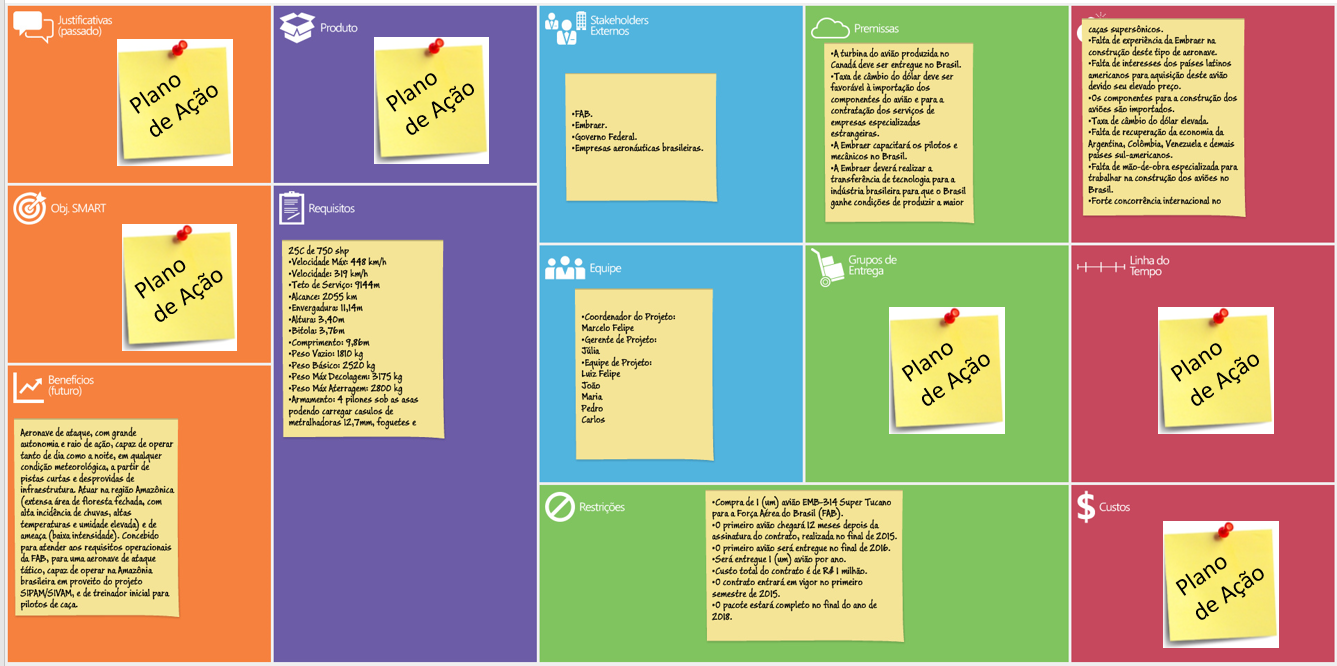 Justificativas
(passado)
Plano
de Ação
Obj. SMART
Plano
de Ação
Benefícios
(futuro)
Aeronave de ataque, com grande
autonomia e raio de ação, capaz de operar
tanto de dia como a noite, em qualquer
condição meteorológica, a partir de
pistas curtas e desprovidas de
infraestrutura. Atuar na região Amazônica
(extensa área de floresta fechada, com
alta incidência de chuvas, altas
temperaturas e umidade elevada) e de
ameaça (baixa intensidade). Concebido
para atender aos requisitos operacionais
da FAB, para uma aeronave de ataque
tático, capaz de operar na Amazônia
brasileira em proveito do projeto
SIPAM/SIVAM, e de treinador inicial para
pilotos de caça.
Produto
Plano
de Ação
Requisitos
25C de 750 shp
•Velocidade Máx: 448 km/h
•Velocidade: 319 km/h
•Teto de Serviço: 9144m
•Alcance: 2055 km
•Envergadura: 11,14m
•Altura: 3,40m
•Bitola: 3,76m
•Comprimento: 9,86m
•Peso Vazio: 1810 kg
•Peso Básico: 2520 kg
•Peso Máx Decolagem: 3175 kg
•Peso Máx Aterragem: 2800 kg
•Armamento: 4 pilones sob as asas
podendo carregar casulos de
metralhadoras 12,7mm, foguetes e
Stakeholders
Externos
•FAB.
•Embraer.
•Governo Federal.
•Empresas aeronáuticas brasileiras.
Equipe
•Coordenador do Projeto:
Marcelo Felipe
•Gerente de Projeto:
Júlia
•Equipe de Projeto:
Luiz Felipe
João
Maria
Pedro
Carlos
Premissas
•A turbina do avião produzida no
Canadá deve ser entregue no Brasil.
•Taxa de câmbio do dólar deve ser
favorável à importação dos
componentes do avião e para a
contratação dos serviços de
empresas especializadas
estrangeiras.
•A Embraer capacitará os pilotos e
mecânicos no Brasil.
•A Embraer deverá realizar a
transferência de tecnologia para a
indústria brasileira para que o Brasil
ganhe condições de produzir a maior
Grupos de
Entrega
Plano
de Ação
Restrições
•Compra de 1 (um) avião EMB-314 Super Tucano
para a Força Aérea do Brasil (FAB).
•O primeiro avião chegará 12 meses depois da
assinatura do contrato, realizada no final de 2015.
•O primeiro avião será entregue no final de 2016.
•Será entregue 1 (um) avião por ano.
•Custo total do contrato é de R$ 1 milhão.
•O contrato entrará em vigor no primeiro
semestre de 2015.
•O pacote estará completo no final do ano de
2018.
caças supersônicos.
•Falta de experiência da Embraer na
construção deste tipo de aeronave.
•Falta de interesses dos países latinos
americanos para aquisição deste avião
devido seu elevado preço.
•Os componentes para a construção dos
aviões são importados.
•Taxa de câmbio do dólar elevada.
•Falta de recuperação da economia da
Argentina, Colômbia, Venezuela e demais
países sul-americanos.
•Falta de mão-de-obra especializada para
trabalhar na construção dos aviões no
Brasil.
•Forte concorrência internacional no
Linha do
Tempo
Plano
de Ação
Custos
Plano
de Ação